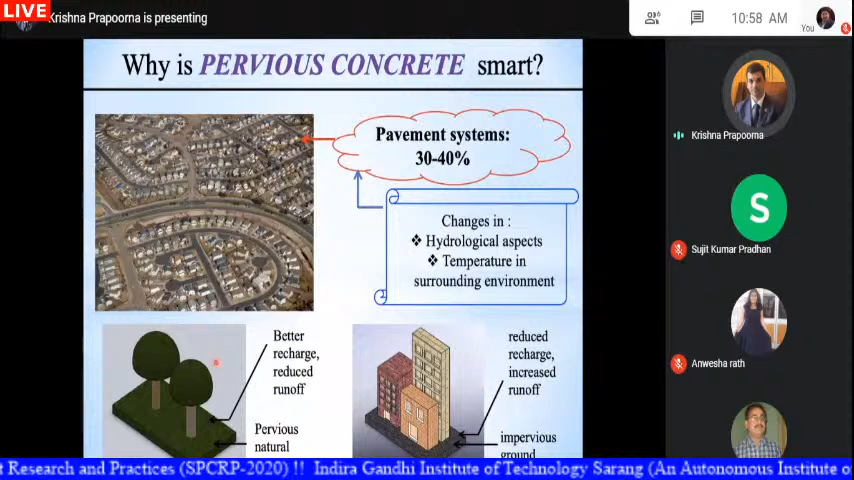 LIVE
Krishna Prapoorna is presenting
10:58 AM
You
Why is PERVIOUS CONCRETE smart?
Pavement systems:
30-40%
Changes in :
❖ Hydrological aspects
❖ Temperature in
surrounding environment
Better
recharge,
reduced
runoff
Pervious
natural
reduced
recharge,
increased
runoff
impervious
ground
Krishna Prapoorna
S
Sujit Kumar Pradhan
Anwesha rath
t Research and Practices (SPCRP-2020) !! Indira Gandhi Institute of Technology Sarang (An Autonomous Institute o